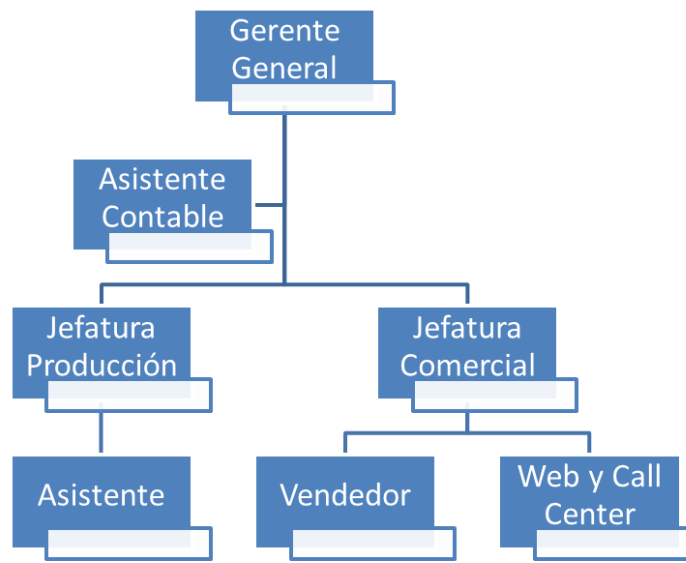 Gerente
General
Asistente
Contable
Jefatura
Producción
Jefatura
Comercial
Asistente
Vendedor
Web y Call
Center